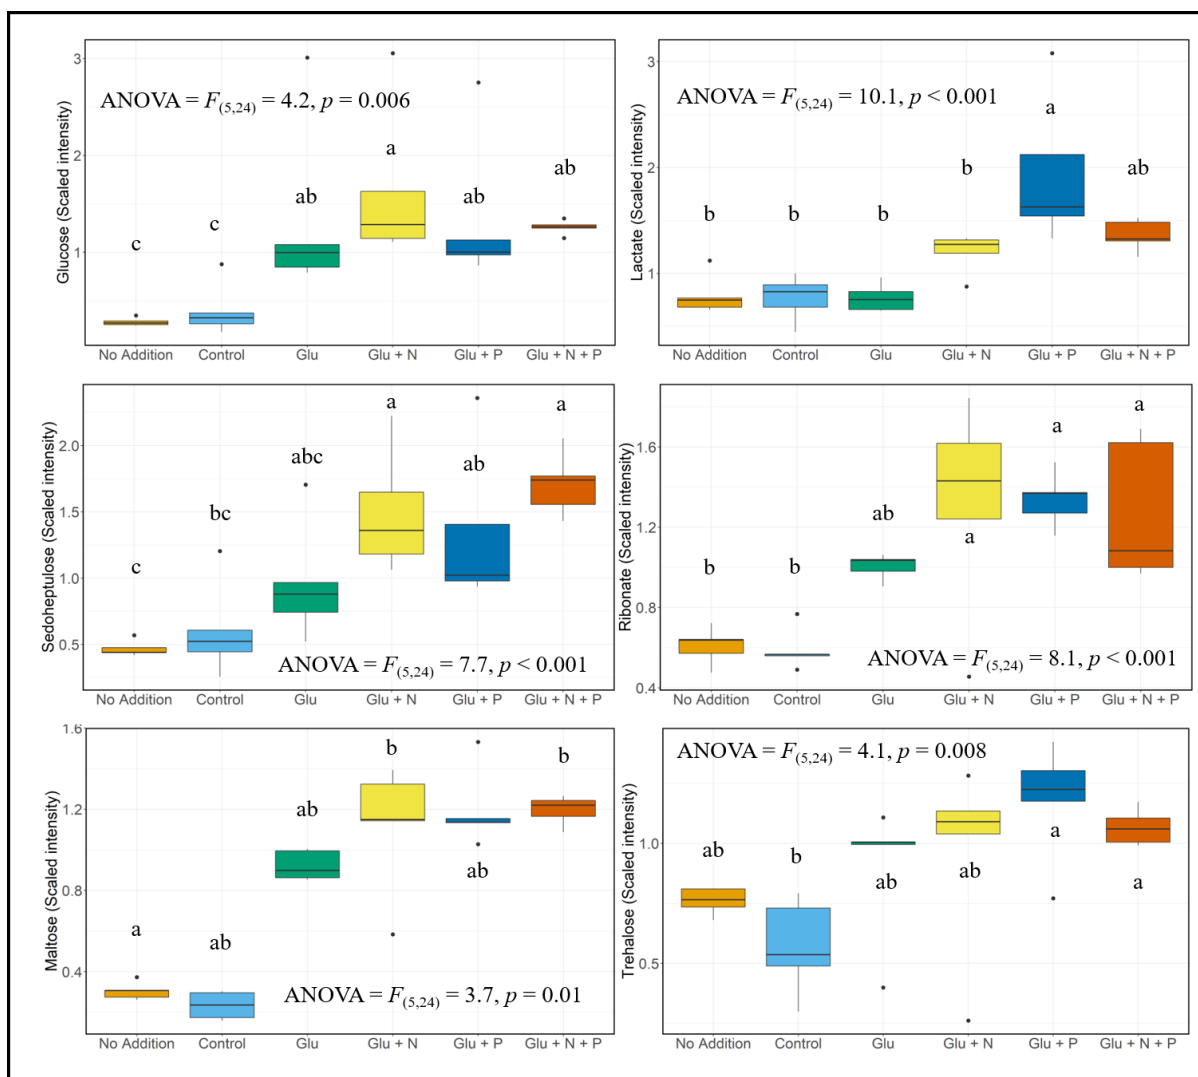 3
2
1
Glucose (Scaled intensity)
ANOVA = F(5,24) = 4.2, p = 0.006
c
c
ab
a
ab
ab
No Addition Control Glu Glu + N Glu + P Glu + N + P
3
2
1
Lactate (Scaled intensity)
ANOVA = F(5,24) = 10.1, p < 0.001
b
b
b
b
a
ab
No Addition Control Glu Glu + N Glu + P Glu + N + P
2.0
1.5
1.0
0.5
Sedoheptulose (Scaled intensity)
c
bc
abc
a
ab
a
ANOVA = F(5,24) = 7.7, p < 0.001
No Addition Control Glu Glu + N Glu + P Glu + N + P
1.6
1.2
0.8
0.4
Ribonate (Scaled intensity)
b
b
ab
a
a
a
ANOVA = F(5,24) = 8.1, p < 0.001
No Addition Control Glu Glu + N Glu + P Glu + N + P
1.6
1.2
0.8
0.4
Maltose (Scaled intensity)
a
ab
ab
b
ab
b
ANOVA = F(5,24) = 3.7, p = 0.01
No Addition Control Glu Glu + N Glu + P Glu + N + P
1.0
0.5
Trehalose (Scaled intensity)
ANOVA = F(5,24) = 4.1, p = 0.008
ab
b
ab
ab
a
a
No Addition Control Glu Glu + N Glu + P Glu + N + P